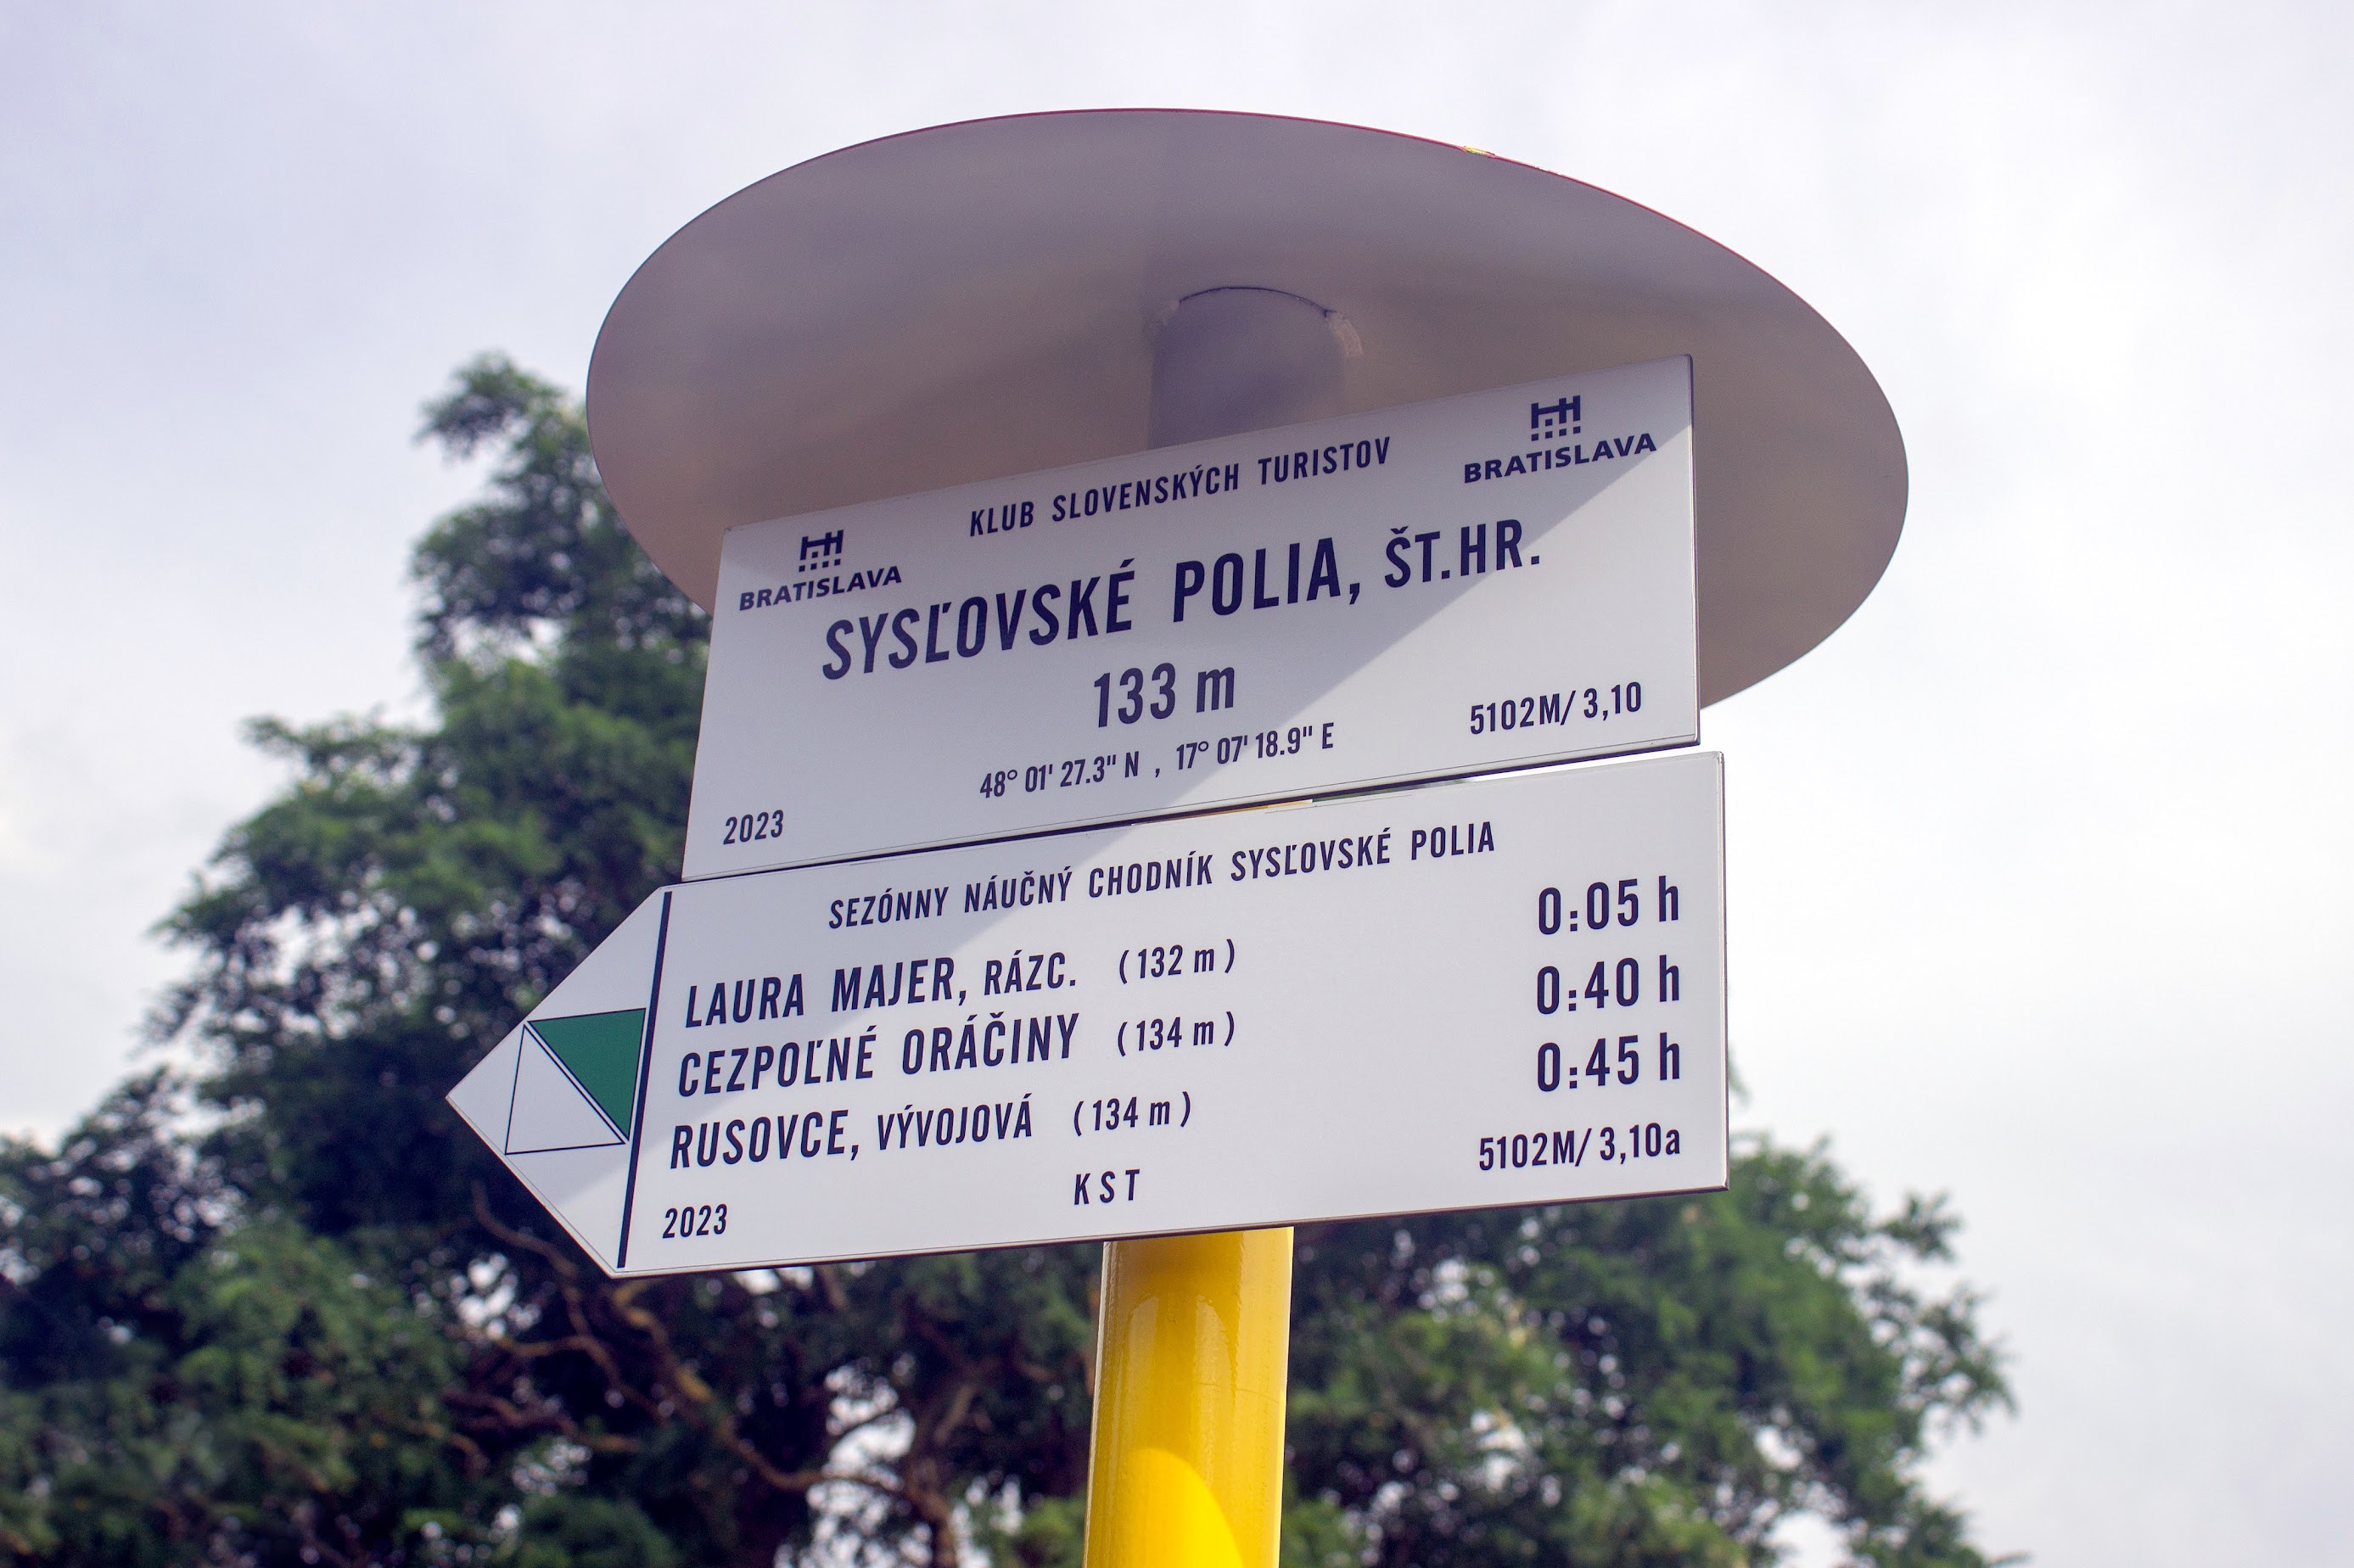 KLUB SLOVENSKÝCH TURISTOV
BRATISLAVA
BRATISLAVA
SYSĽOVSKÉ POLIA, ŠT.HR.
133 m
48° 01' 27.3" N , 17° 07' 18.9" E
2023
5102M/ 3,10
SEZÓNNY NÁUČNÝ CHODNÍK SYSĽOVSKÉ POLIA
LAURA MAJER, RÁZC. (132 m) 0:05 h
CEZPOĽNÉ ORÁČINY (134 m) 0:40 h
RUSOVCE, VÝVOJOVÁ (134 m) 0:45 h
2023 KST 5102M/ 3,10a